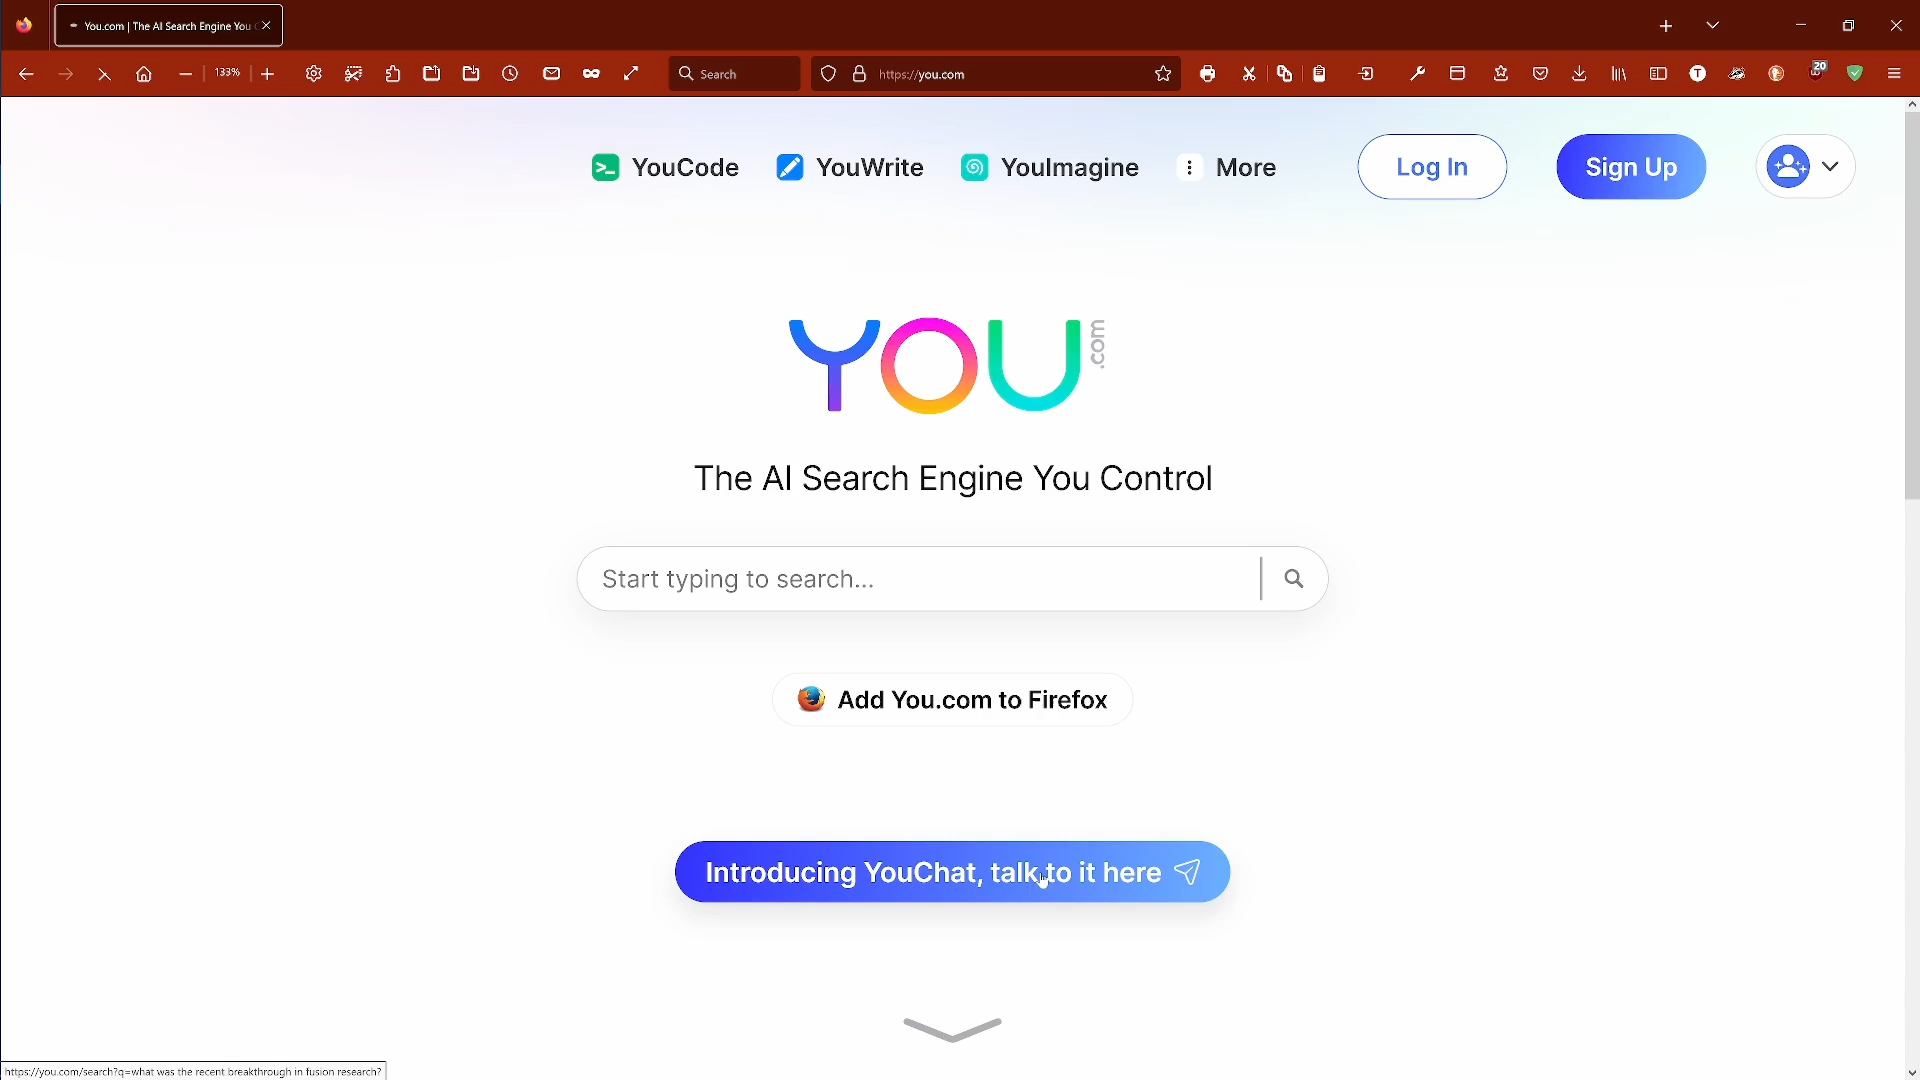 You.com | The AI Search Engine You
133%
Search
https://you.com
20
YouCode
YouWrite
YouImagine
More
Log In
Sign Up
YOU.com
The AI Search Engine You Control
Start typing to search...
Add You.com to Firefox
Introducing YouChat, talk to it here
https://you.com/search?q=what was the recent breakthrough in fusion research?